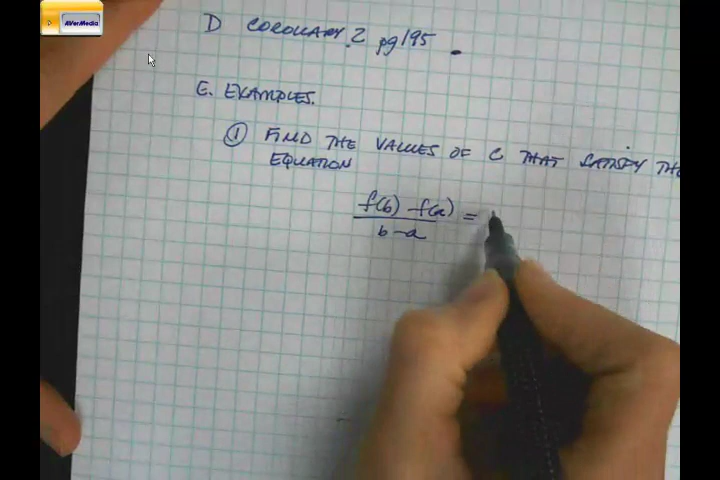 AVerMedia
D COROLLARY 2 pg 195
E. EXAMPLES.
① FIND THE VALUES OF C THAT SATISFY THE
EQUATION
f(b) - f(a) =
b - a